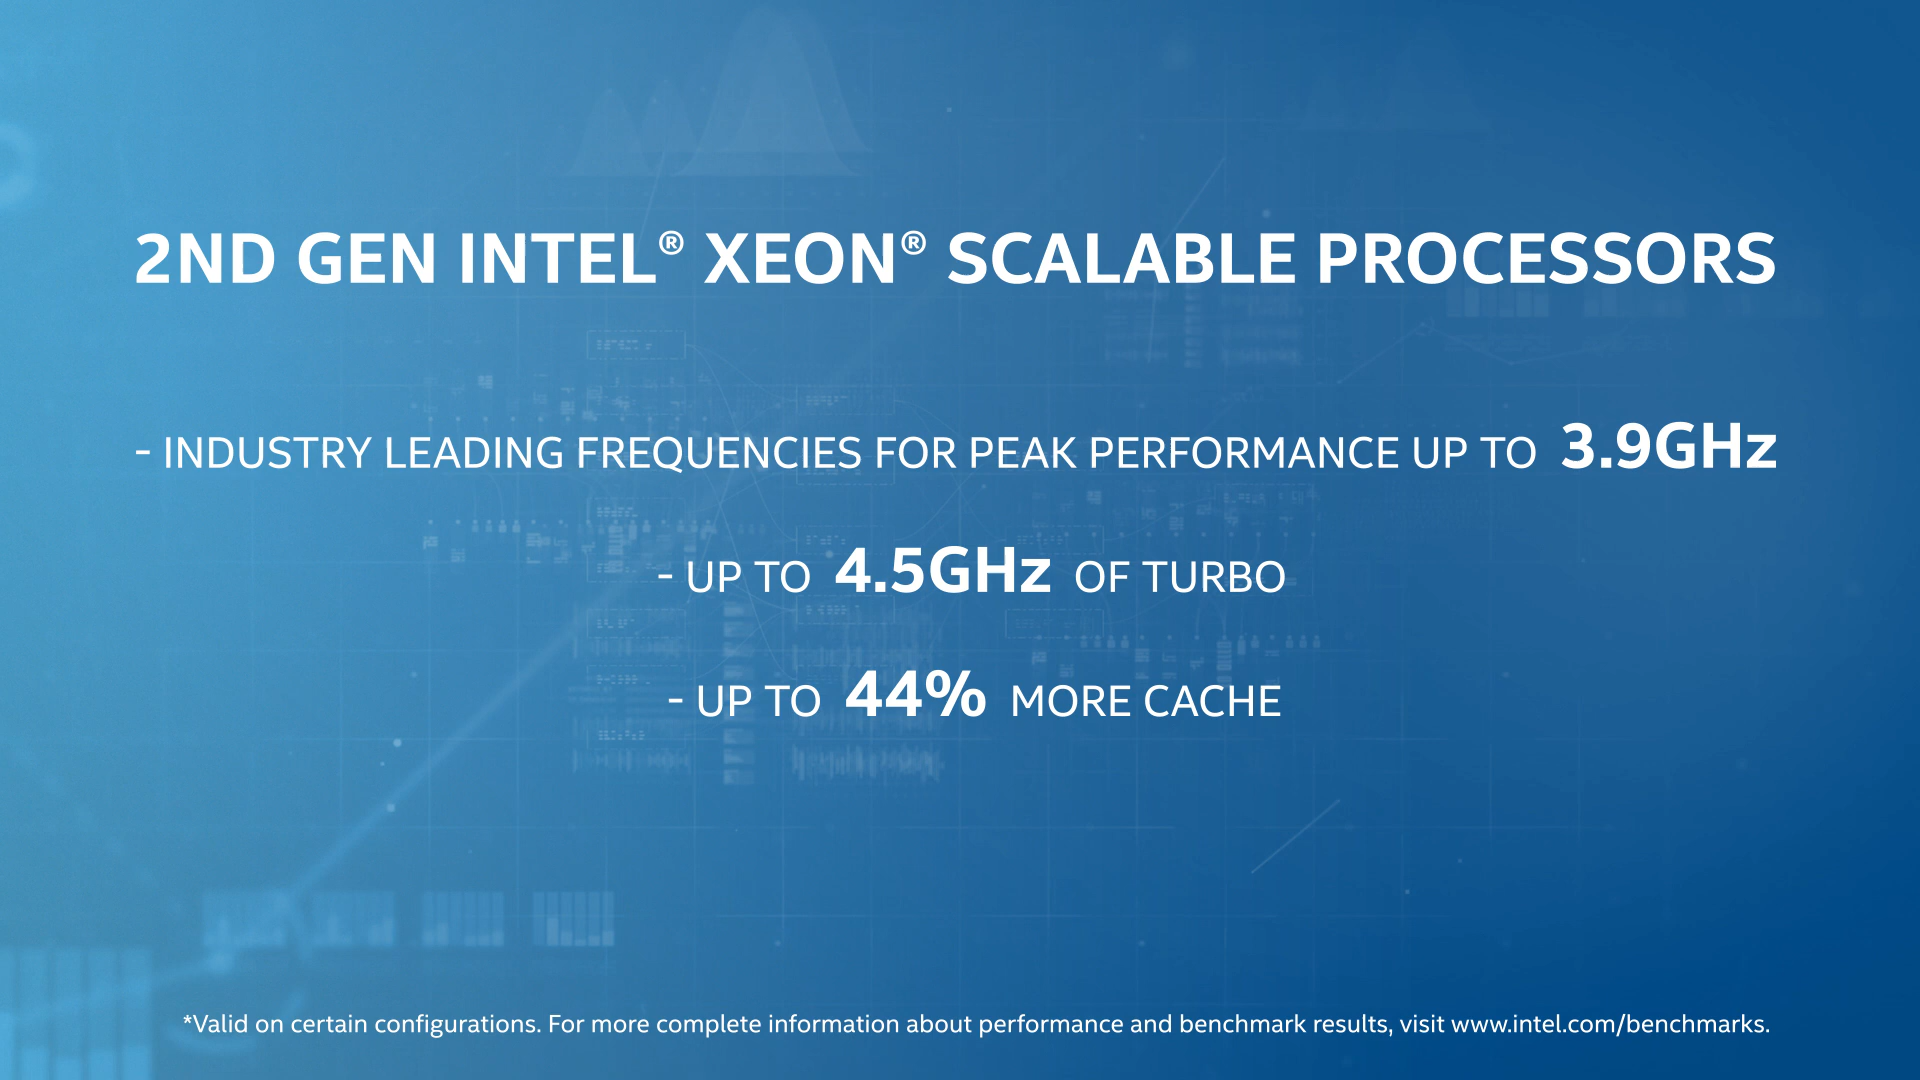 2ND GEN INTEL® XEON® SCALABLE PROCESSORS
- INDUSTRY LEADING FREQUENCIES FOR PEAK PERFORMANCE UP TO 3.9GHz
- UP TO 4.5GHz OF TURBO
- UP TO 44% MORE CACHE
*Valid on certain configurations. For more complete information about performance and benchmark results, visit www.intel.com/benchmarks.